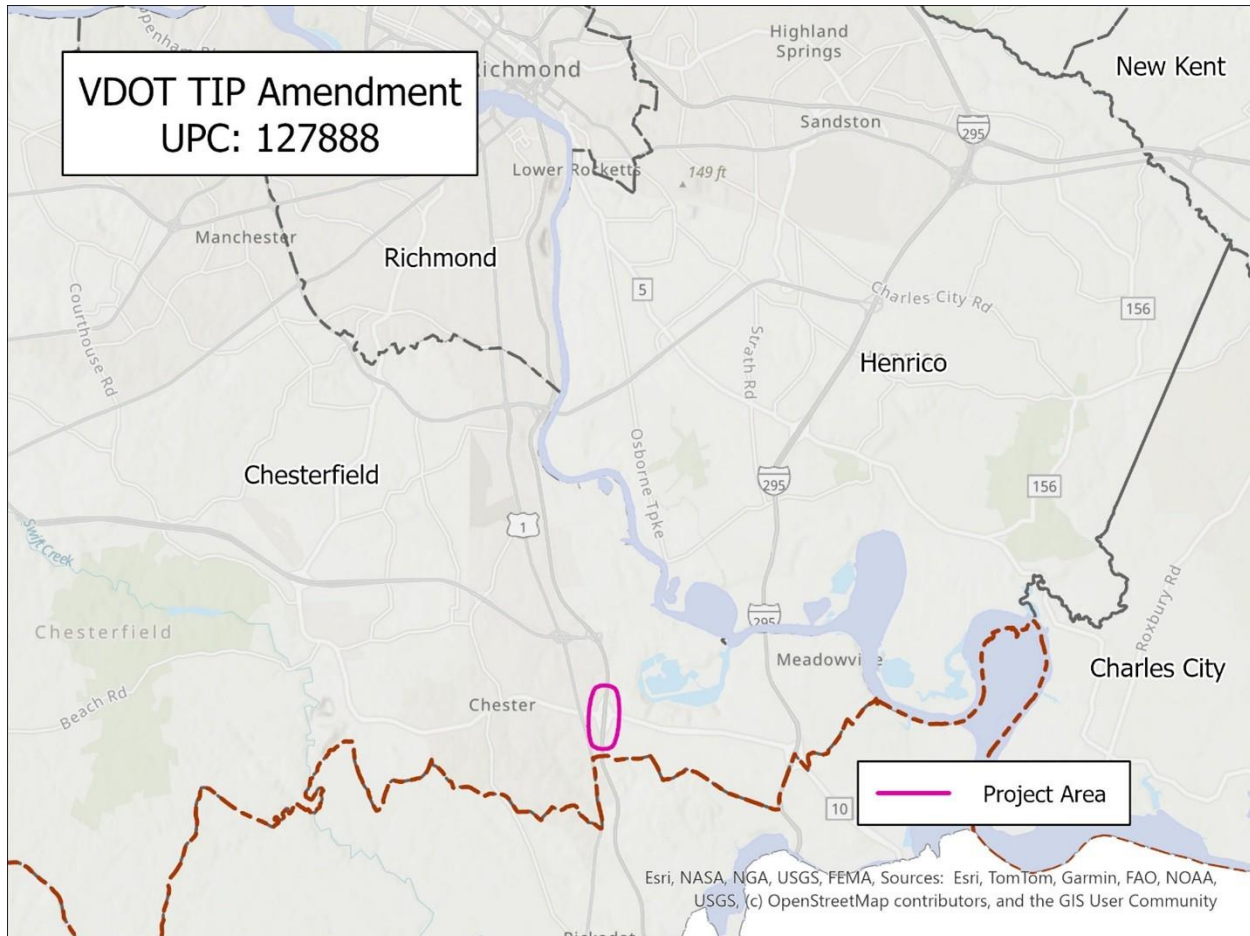 VDOT TIP Amendment
UPC: 127888
Highland
Springs
New Kent
295
Sandston
Lower Rocketts
149 ft
Manchester
Richmond
5
Courthouse Rd
Charles City Rd
156
Strath Rd
Henrico
Osborne Tpke
Chesterfield
295
156
1
Swift Creek
Roxbury Rd
295
Chesterfield
Meadowville
Charles City
Beach Rd
Chester
Project Area
10
Esri, NASA, NGA, USGS, FEMA, Sources: Esri, TomTom, Garmin, FAO, NOAA,
USGS, (c) OpenStreetMap contributors, and the GIS User Community